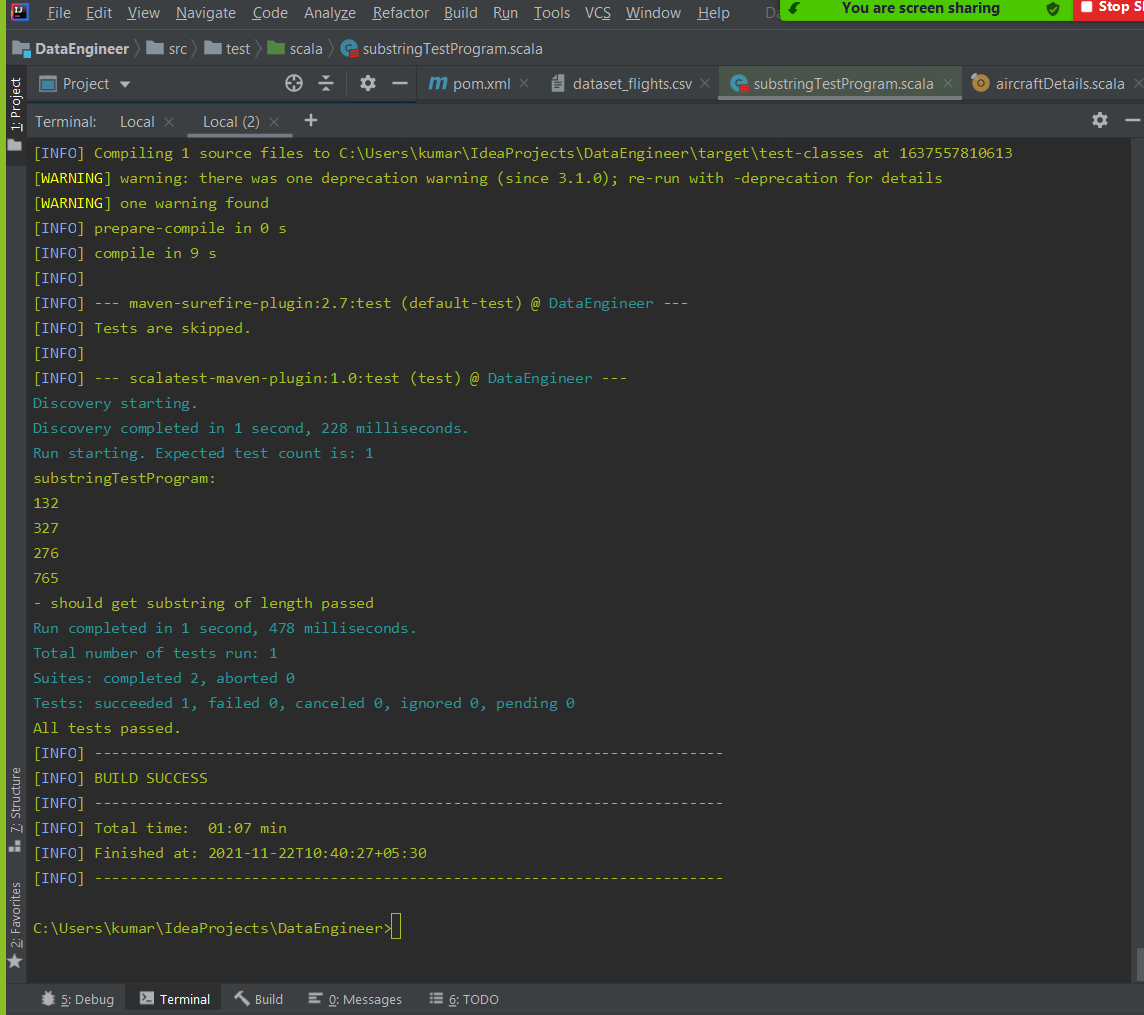 File Edit View Navigate Code Analyze Refactor Build Run Tools VCS Window Help You are screen sharing Stop
DataEngineer src test scala substringTestProgram.scala
Project pom.xml dataset_flights.csv substringTestProgram.scala aircraftDetails.scala
1: Project
Terminal: Local Local (2) +
[INFO] Compiling 1 source files to C:\Users\kumar\IdeaProjects\DataEngineer\target\test-classes at 1637557810613
[WARNING] warning: there was one deprecation warning (since 3.1.0); re-run with -deprecation for details
[WARNING] one warning found
[INFO] prepare-compile in 0 s
[INFO] compile in 9 s
[INFO]
[INFO] --- maven-surefire-plugin:2.7:test (default-test) @ DataEngineer ---
[INFO] Tests are skipped.
[INFO]
[INFO] --- scalatest-maven-plugin:1.0:test (test) @ DataEngineer ---
Discovery starting.
Discovery completed in 1 second, 228 milliseconds.
Run starting. Expected test count is: 1
substringTestProgram:
132
327
276
765
- should get substring of length passed
Run completed in 1 second, 478 milliseconds.
Total number of tests run: 1
Suites: completed 2, aborted 0
Tests: succeeded 1, failed 0, canceled 0, ignored 0, pending 0
All tests passed.
[INFO] ------------------------------------------------------------------------
[INFO] BUILD SUCCESS
[INFO] ------------------------------------------------------------------------
[INFO] Total time:  01:07 min
[INFO] Finished at: 2021-11-22T10:40:27+05:30
[INFO] ------------------------------------------------------------------------
7: Structure
2: Favorites
C:\Users\kumar\IdeaProjects\DataEngineer>
5: Debug Terminal Build 0: Messages 6: TODO